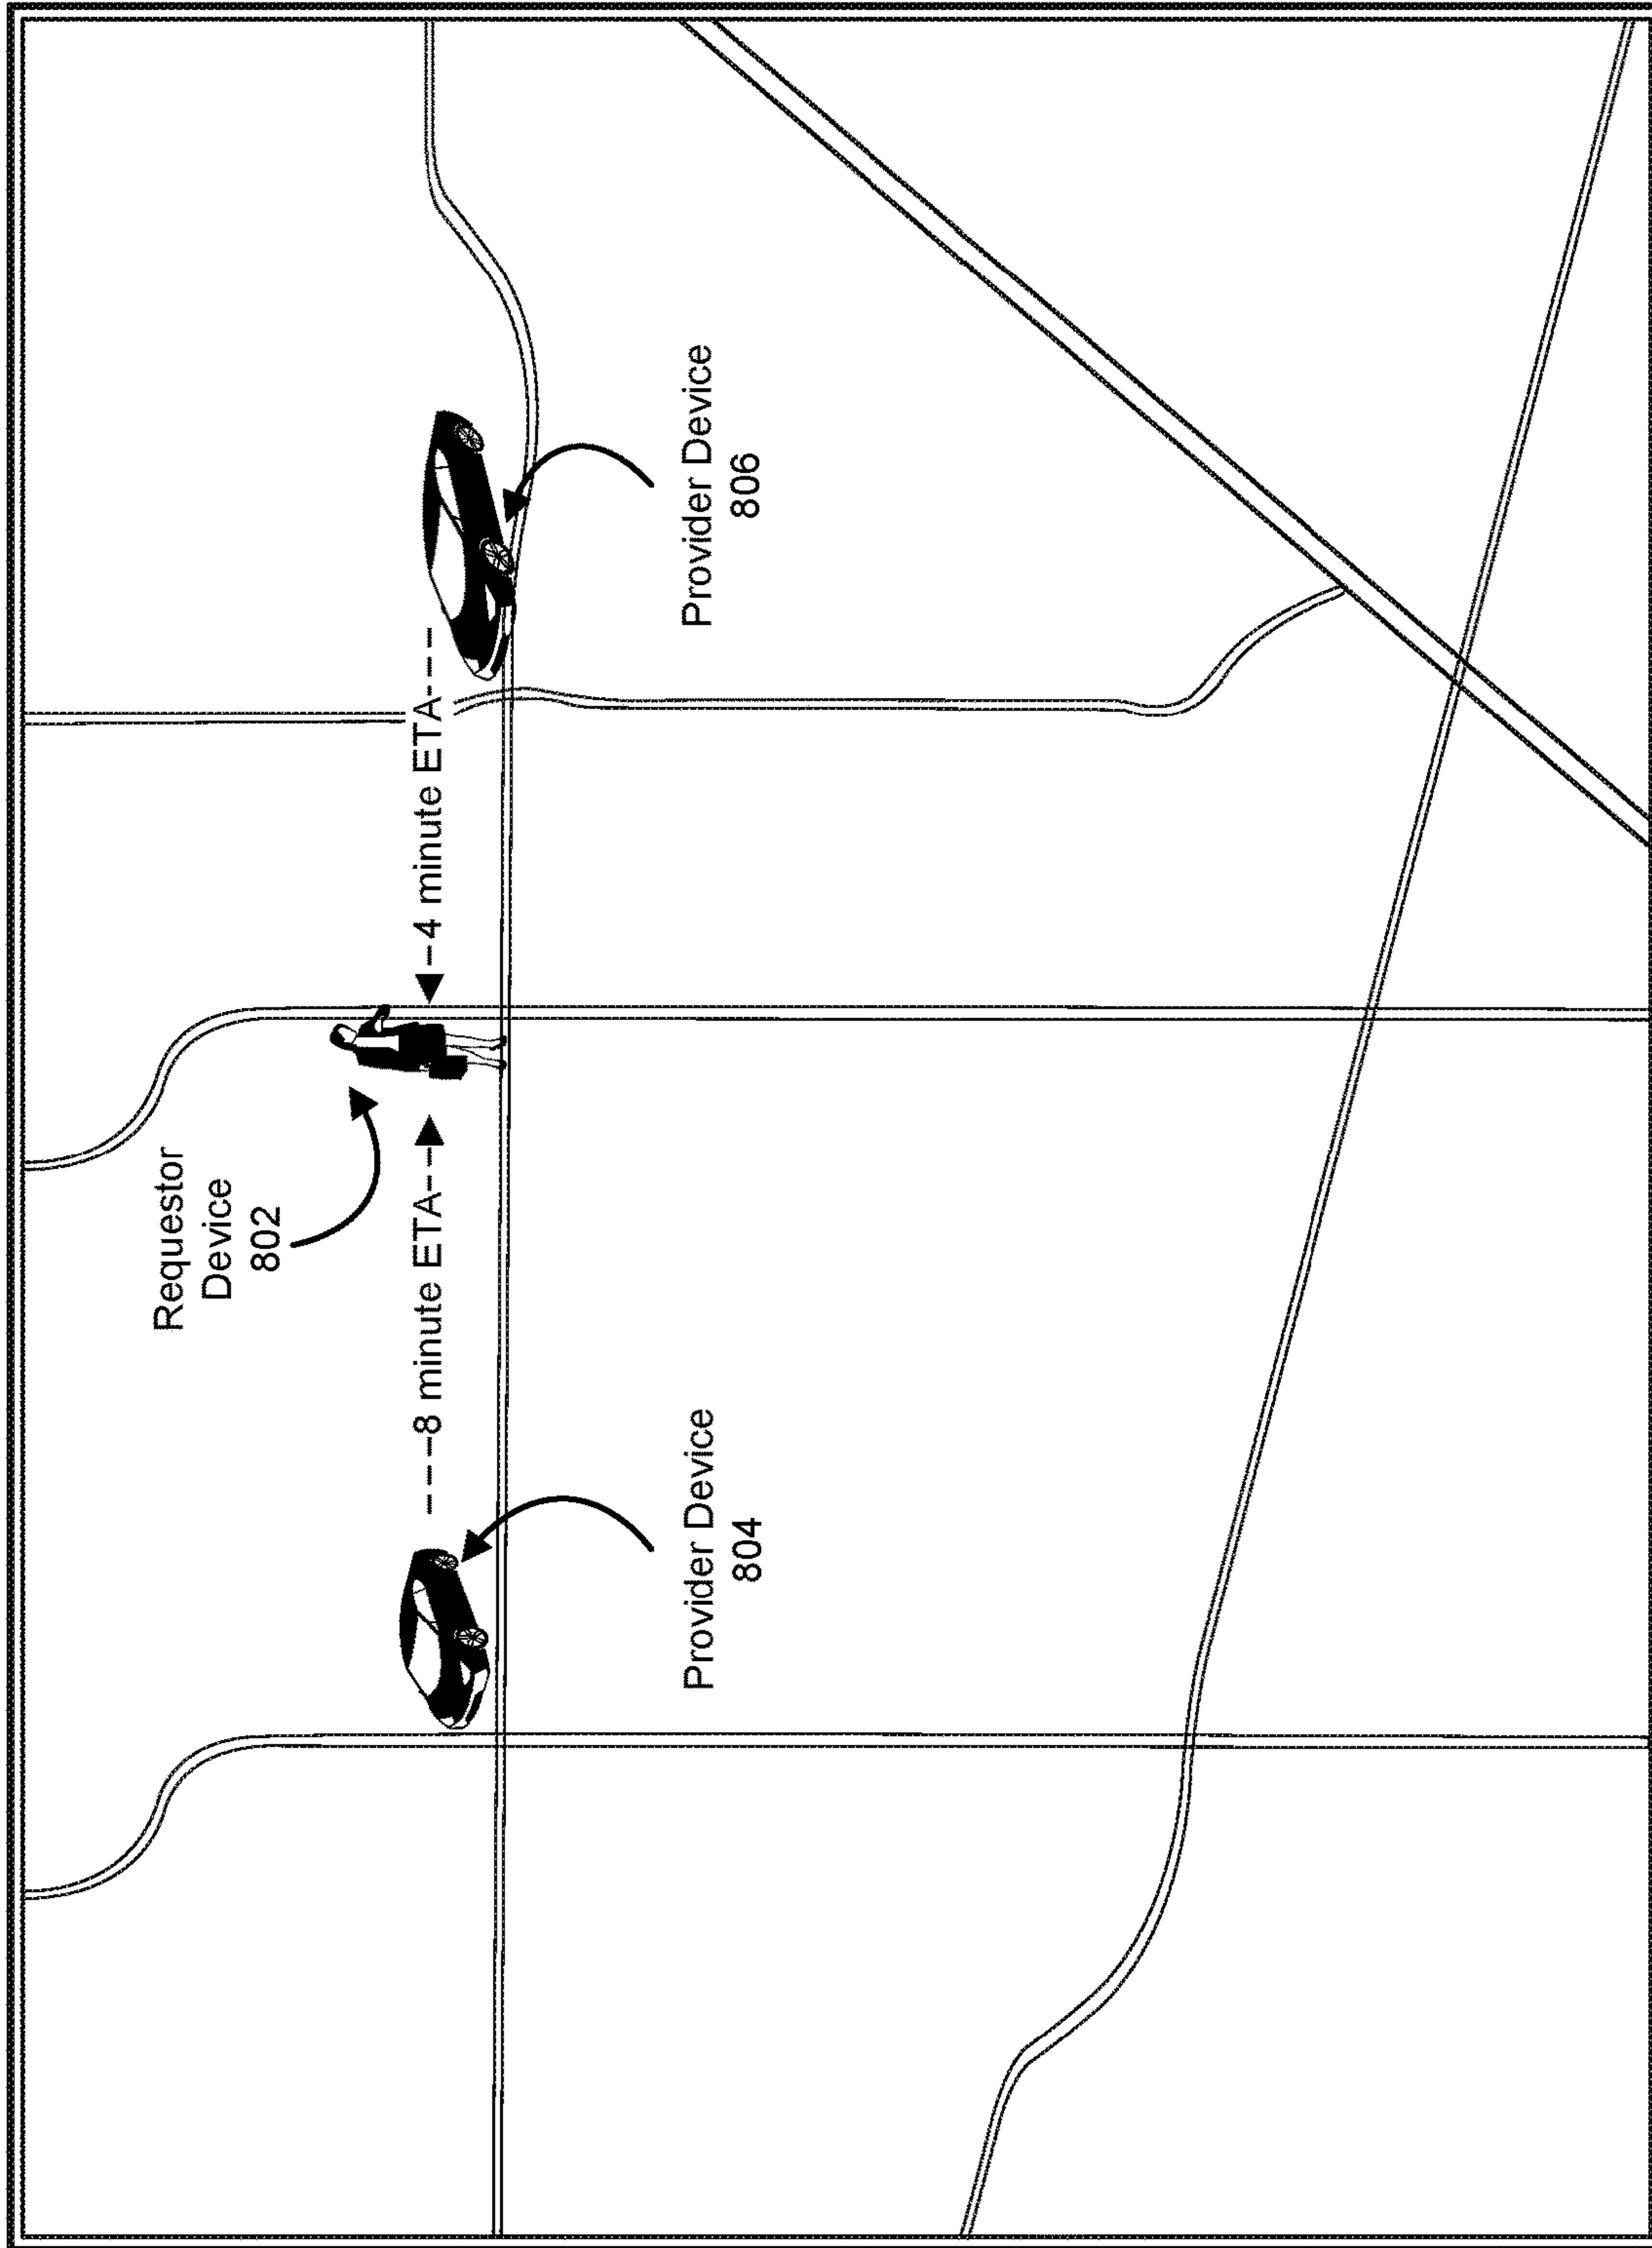 Requestor
Device
802
8 minute ETA
4 minute ETA
Provider Device
804
Provider Device
806